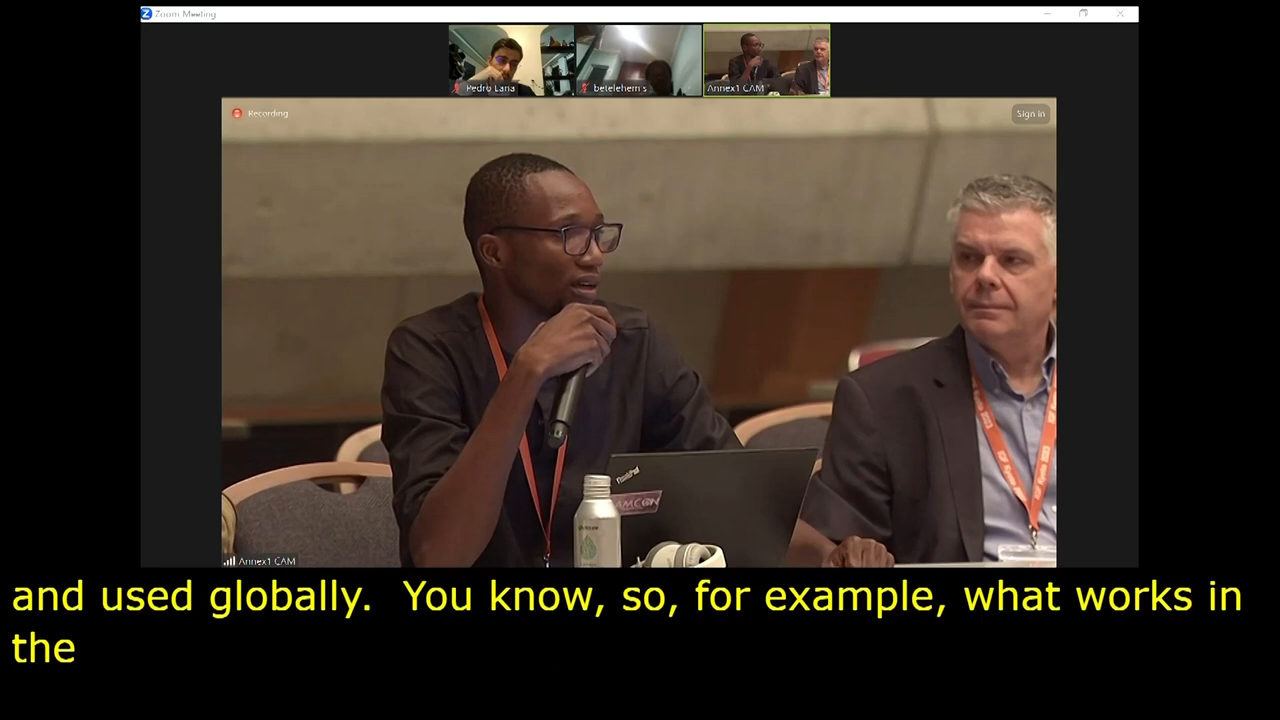 Zoom Meeting
Pedro Lana
betelehem s
Annex1 CAM
Recording
Sign in
ThinkPad
Annex1 CAM
and used globally.  You know, so, for example, what works in
the